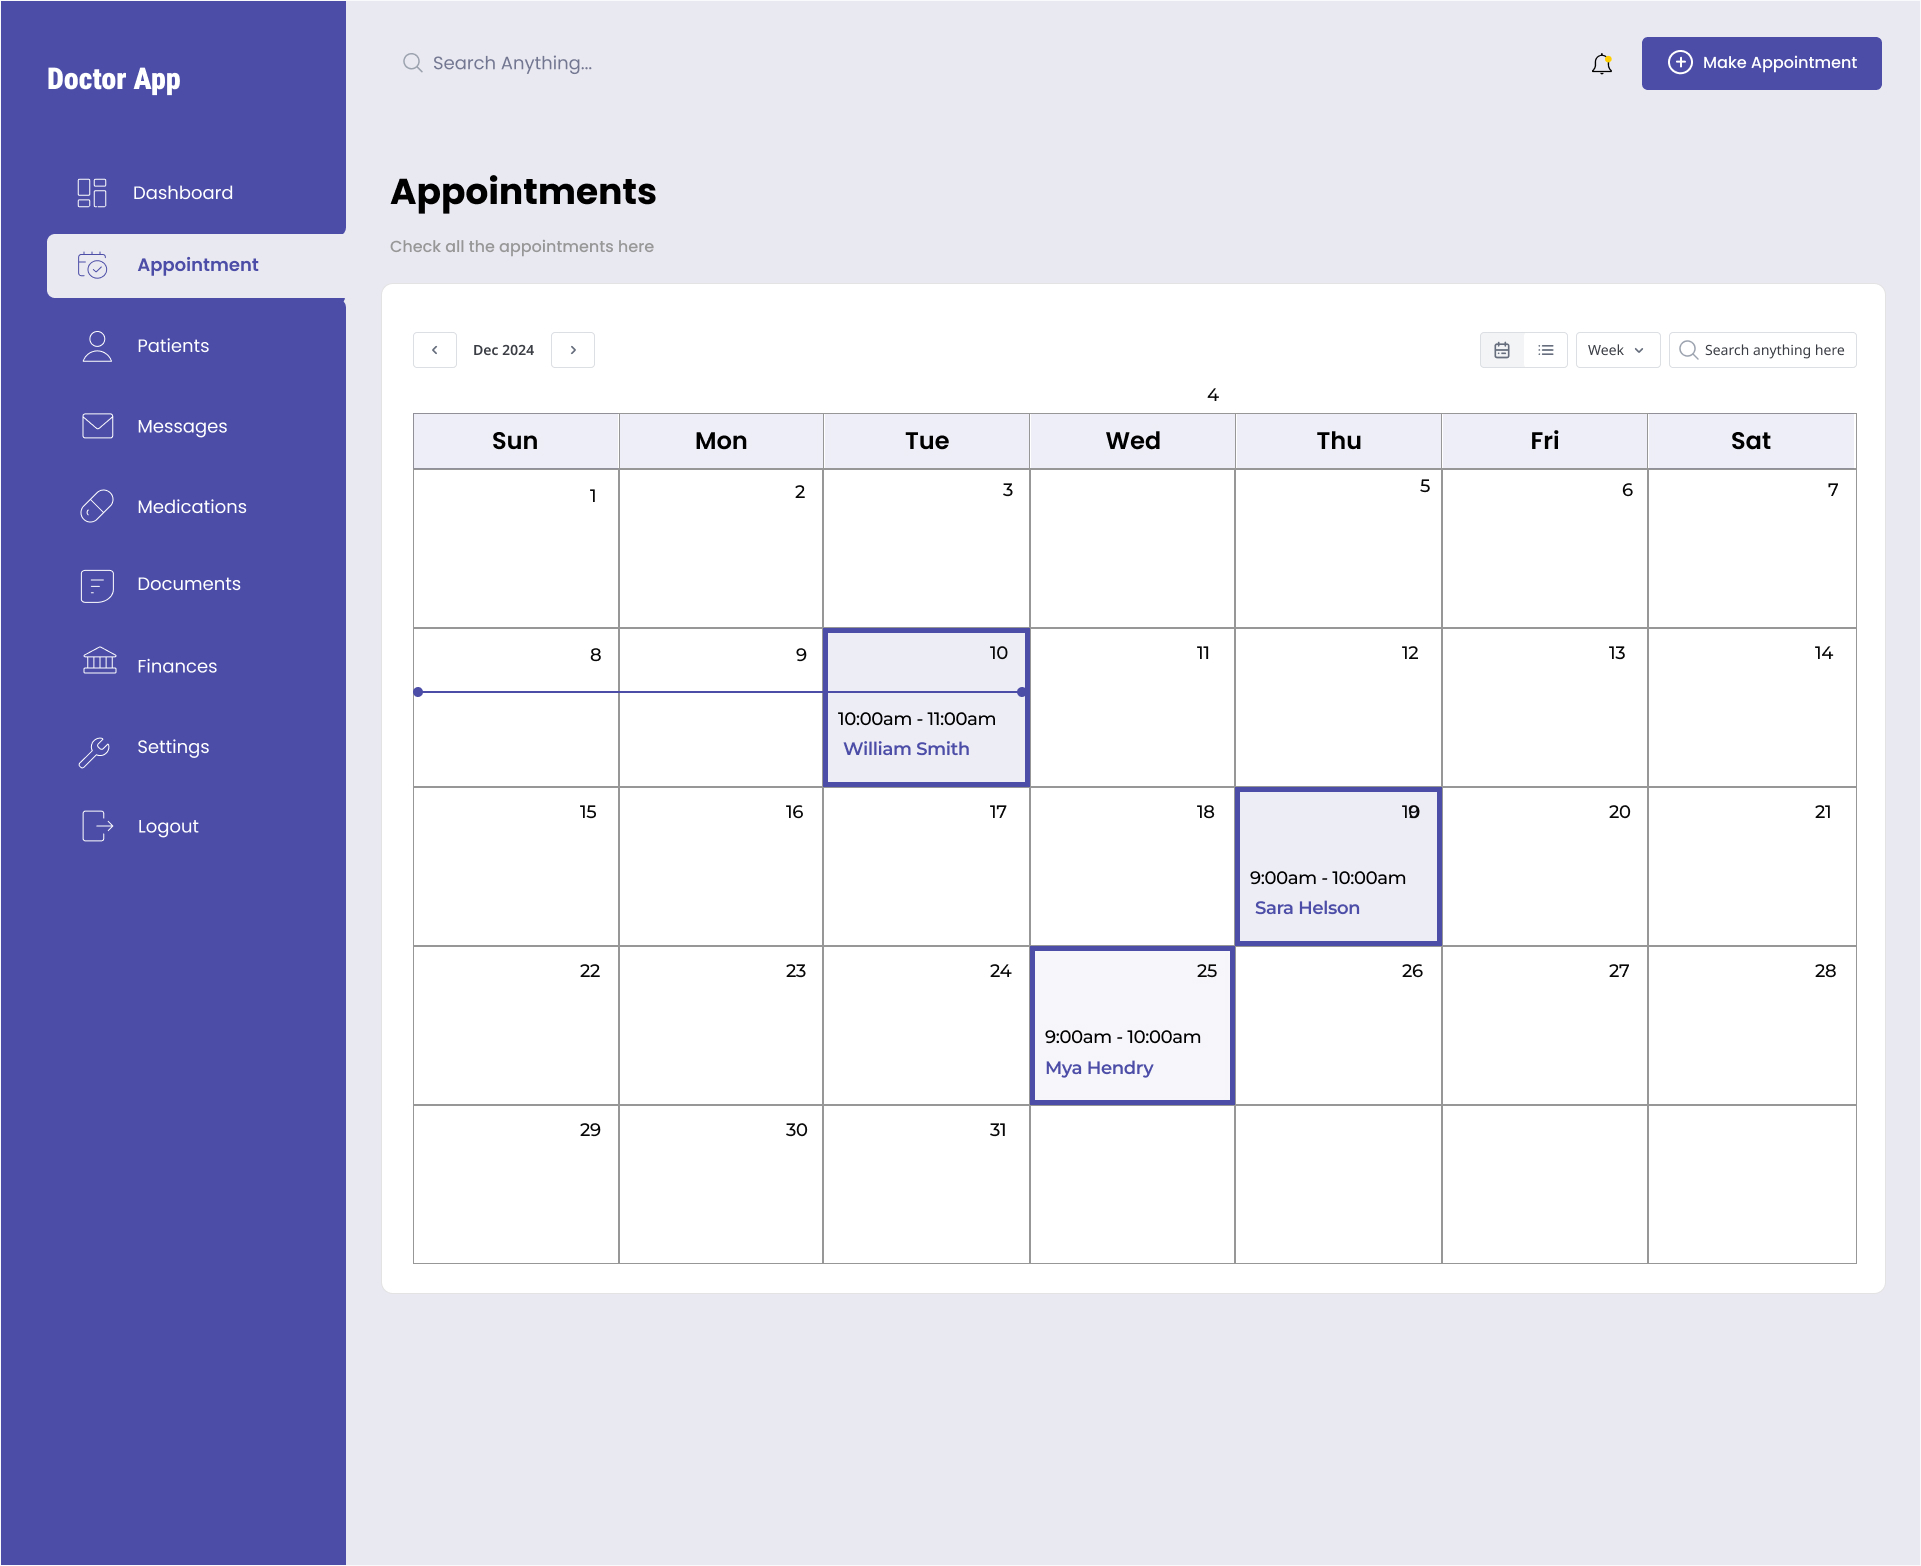 Doctor App
Search Anything...
Make Appointment
Dashboard
Appointment
Patients
Messages
Medications
Documents
Finances
Settings
Logout
Appointments
Check all the appointments here
Dec 2024
Week
Search anything here
4
Sun Mon Tue Wed Thu Fri Sat
1 2 3 5 6 7
8 9 10 11 12 13 14
10:00am - 11:00am
William Smith
15 16 17 18 19 20 21
9:00am - 10:00am
Sara Helson
22 23 24 25 26 27 28
9:00am - 10:00am
Mya Hendry
29 30 31